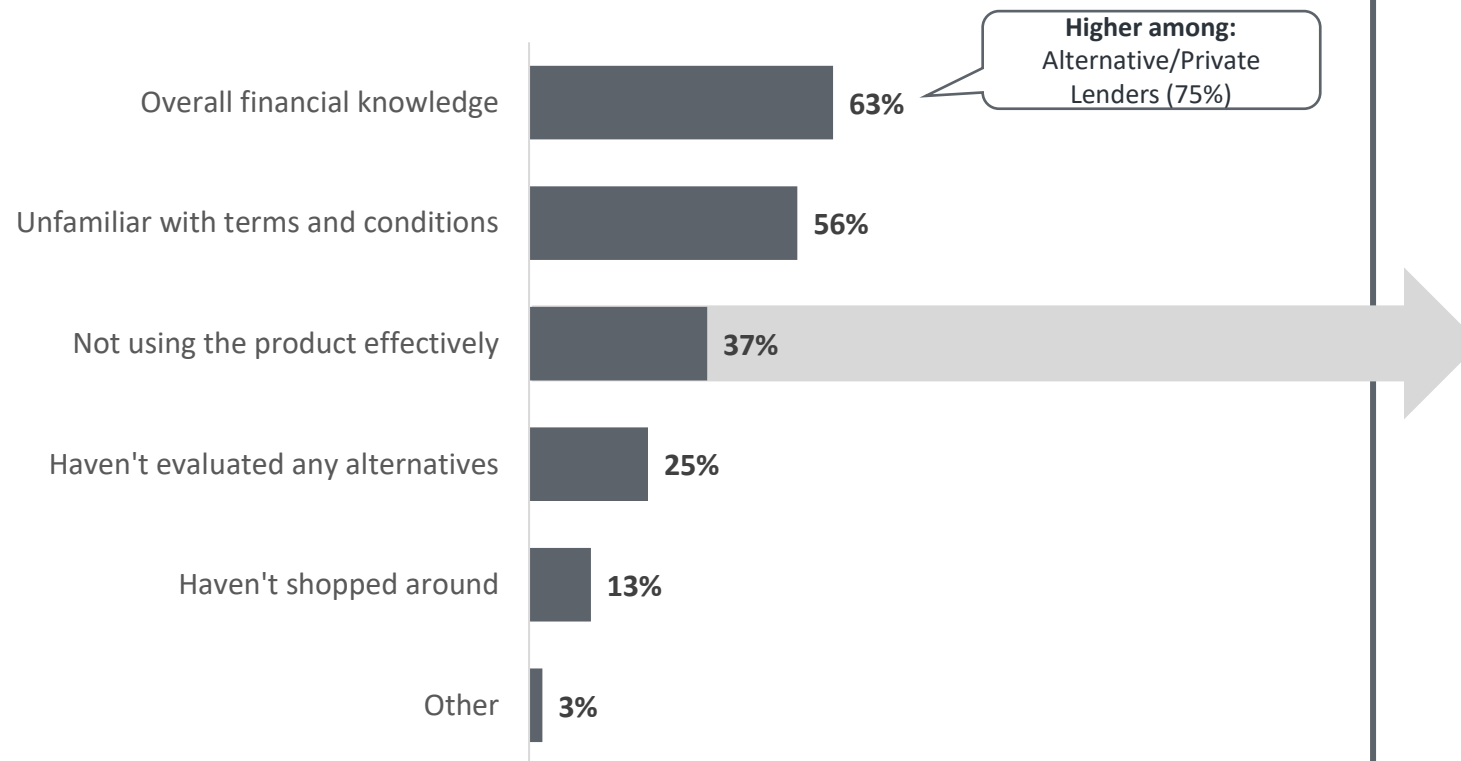 Higher among:
Alternative/Private
Lenders (75%)
Overall financial knowledge 63%
Unfamiliar with terms and conditions 56%
Not using the product effectively 37%
Haven't evaluated any alternatives 25%
Haven't shopped around 13%
Other 3%